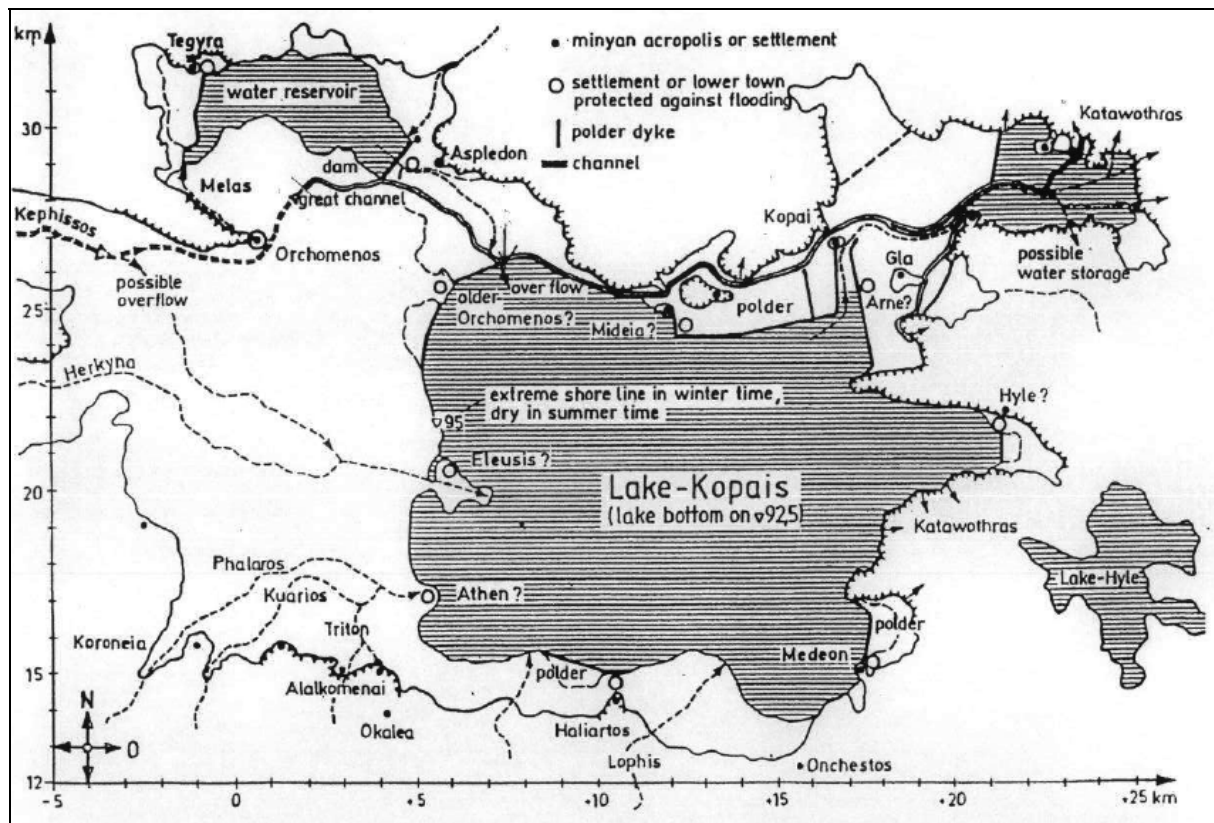 km
Tegyra
water reservoir
30
Melas
dam
great channel
Aspledon
minyan acropolis or settlement
settlement or lower town
protected against flooding
polder dyke
channel
Katawothras
Kephissos
possible
overflow
Orchomenos
Kopai
Gla
possible
water storage
overflow
older
Orchomenos?
polder
Arne?
Mideia?
25
Herkyna
extreme shore line in winter time,
dry in summer time
95
Hyle?
Eleusis?
20
Lake-Kopais
(lake bottom on ▿92,5)
Katawothras
Phalaros
Kuarios
Athen?
Lake-Hyle
Triton
Koroneia
polder
Medeon
15
polder
Alalkomenai
N
Okalea
Haliartos
0
Lophis
Onchestos
12
-5
0
+5
+10
+15
+20
+25 km